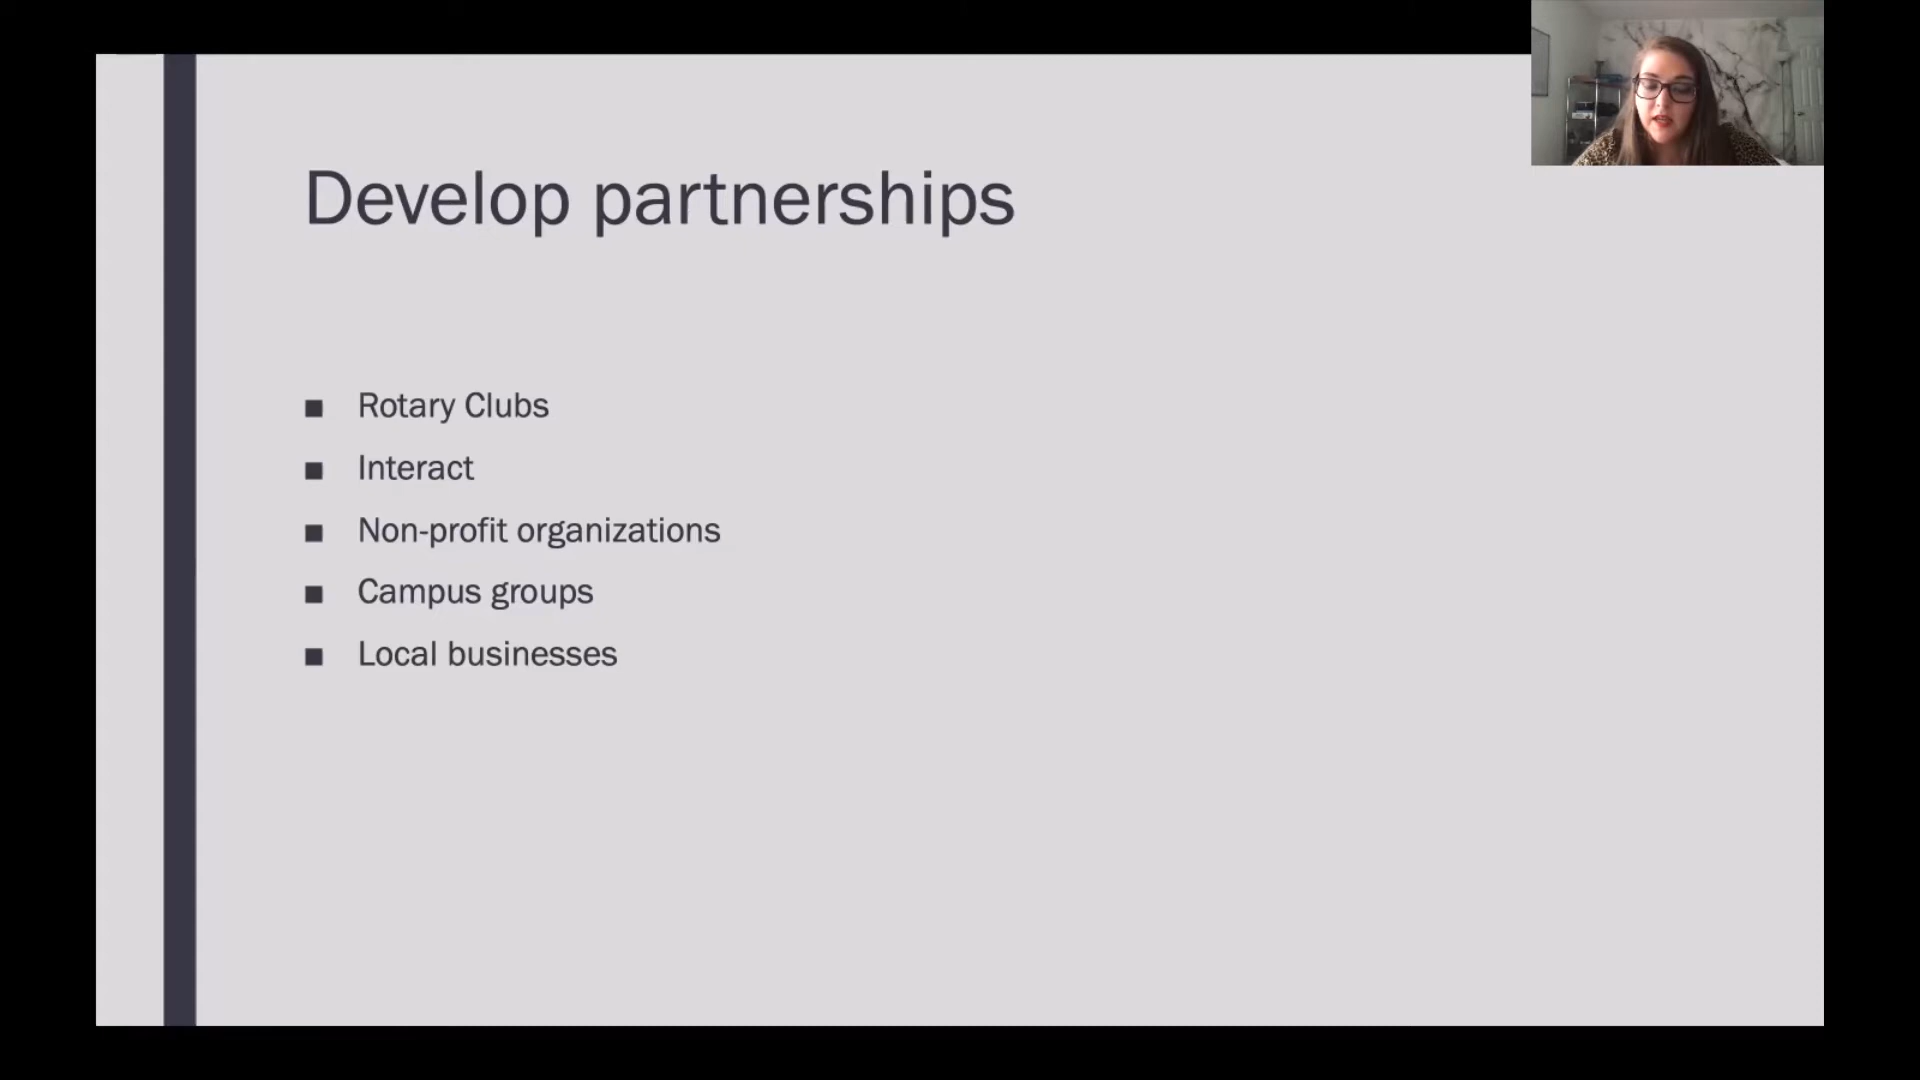 Develop partnerships
Rotary Clubs
Interact
Non-profit organizations
Campus groups
Local businesses